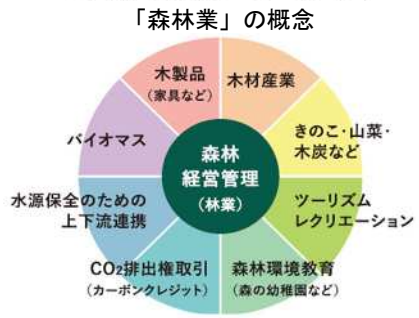 「森林業」の概念
木製品
（家具など）
木材産業
きのこ・山菜・
木炭など
ツーリズム
レクリエーション
森林環境教育
（森の幼稚園など）
CO₂排出権取引
（カーボンクレジット）
水源保全のための
上下流連携
バイオマス
森林
経営管理
（林業）